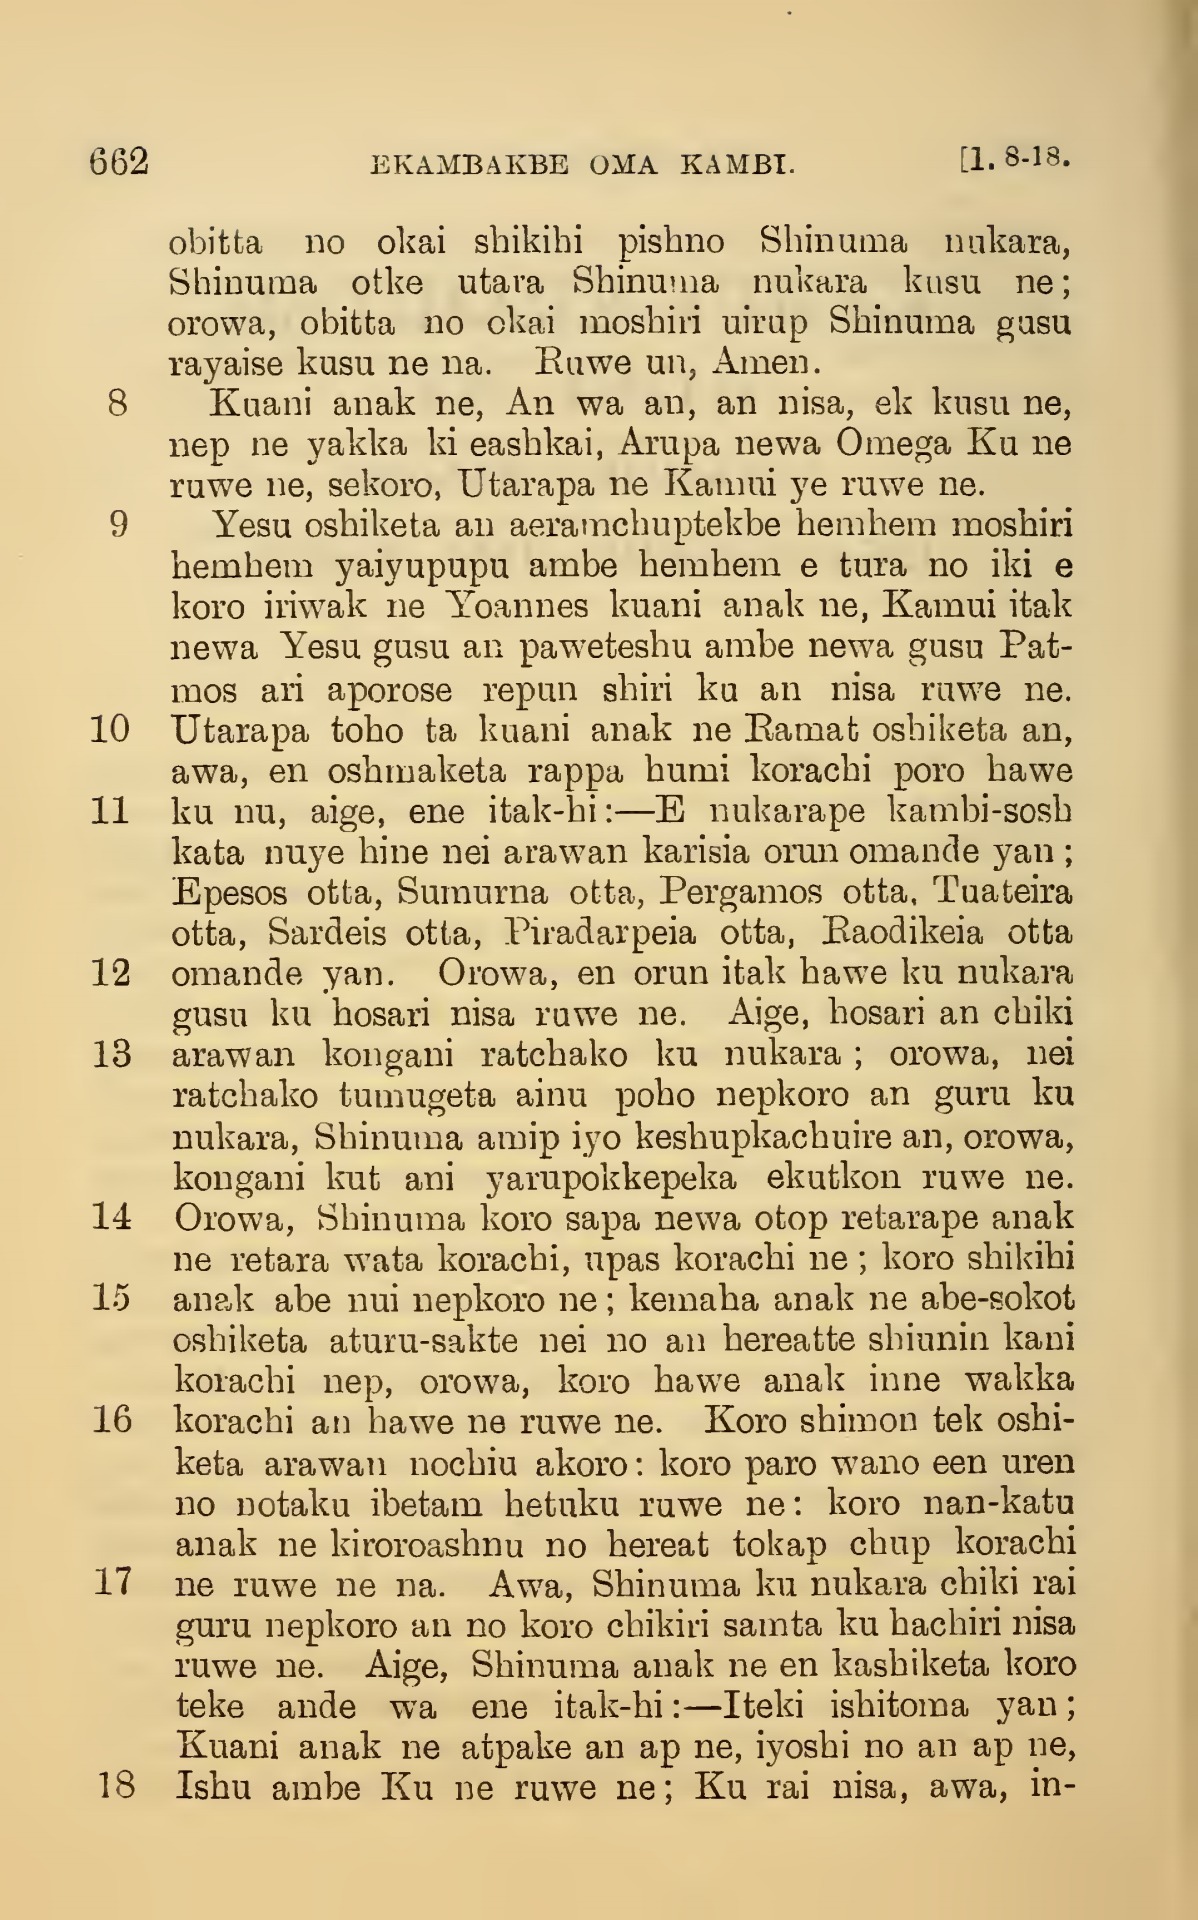 662 EKAMBAKBE OMA KAMBI. [1. 8-18.
obitta no okai shikihi pishno Shinuma nukara,
Shinuma otke utara Shinuma nukara kusu ne;
orowa, obitta no okai moshiri uirup Shinuma gusu
rayaise kusu ne na. Ruwe un, Amen.
8 Kuani anak ne, An wa an, an nisa, ek kusu ne,
nep ne yakka ki eashkai, Arupa newa Omega Ku ne
ruwe ne, sekoro, Utarapa ne Kamui ye ruwe ne.
9 Yesu oshiketa an aeramchuptekbe hemhem moshiri
hemhem yaiyupupu ambe hemhem e tura no iki e
koro iriwak ne Yoannes kuani anak ne, Kamui itak
newa Yesu gusu an paweteshu ambe newa gusu Pat-
mos ari aporose repun shiri ku an nisa ruwe ne.
10 Utarapa toho ta kuani anak ne Ramat oshiketa an,
awa, en oshmaketa rappa humi korachi poro hawe
11 ku nu, aige, ene itak-hi:—E nukarape kambi-sosh
kata nuye hine nei arawan karisia orun omande yan;
Epesos otta, Sumurna otta, Pergamos otta, Tuateira
otta, Sardeis otta, Piradarpeia otta, Raodikeia otta
12 omande yan. Orowa, en orun itak hawe ku nukara
gusu ku hosari nisa ruwe ne. Aige, hosari an chiki
13 arawan kongani ratchako ku nukara; orowa, nei
ratchako tumugeta ainu poho nepkoro an guru ku
nukara, Shinuma amip iyo keshupkachuire an, orowa,
kongani kut ani yarupokkepeka ekutkon ruwe ne.
14 Orowa, Shinuma koro sapa newa otop retarape anak
ne retara wata korachi, upas korachi ne; koro shikihi
15 anak abe nui nepkoro ne; kemaha anak ne abe-sokot
oshiketa aturu-sakte nei no an hereatte shiunin kani
korachi nep, orowa, koro hawe anak inne wakka
16 korachi an hawe ne ruwe ne. Koro shimon tek oshi-
keta arawan nochiu akoro: koro paro wano een uren
no notaku ibetam hetuku ruwe ne: koro nan-katu
anak ne kiroroashnu no hereat tokap chup korachi
17 ne ruwe ne na. Awa, Shinuma ku nukara chiki rai
guru nepkoro an no koro chikiri samta ku hachiri nisa
ruwe ne. Aige, Shinuma anak ne en kashiketa koro
teke ande wa ene itak-hi:—Iteki ishitoma yan;
Kuani anak ne atpake an ap ne, iyoshi no an ap ne,
18 Ishu ambe Ku ne ruwe ne; Ku rai nisa, awa, in-